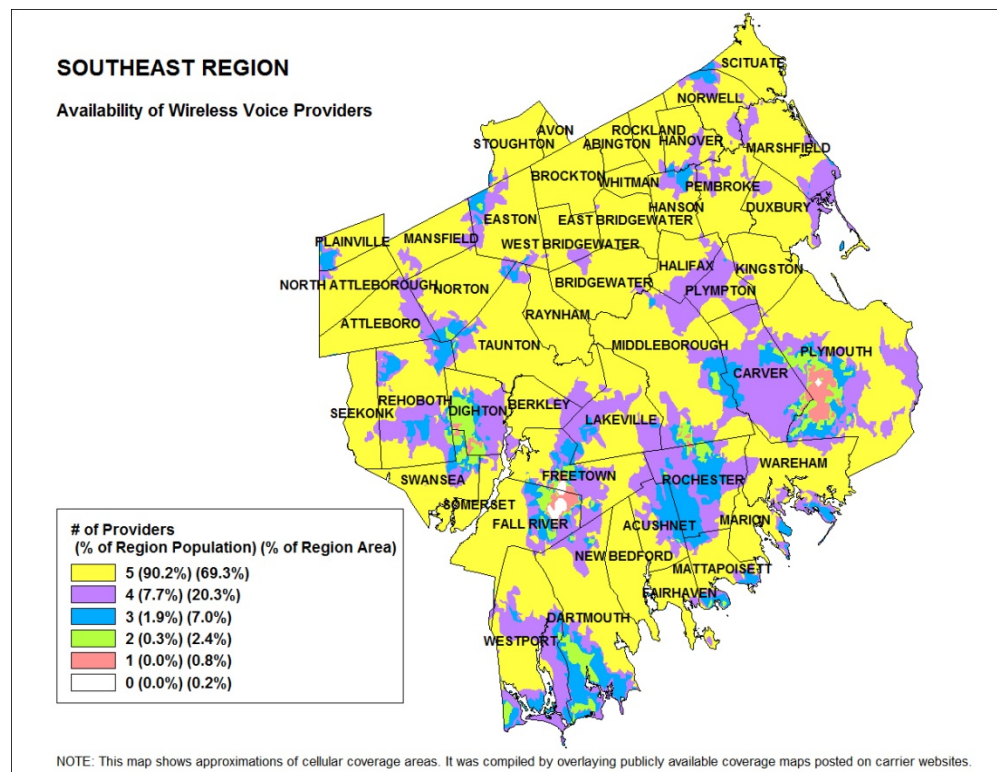 SOUTHEAST REGION
Availability of Wireless Voice Providers
SCITUATE
NORWELL
AVON
STOUGHTON
ROCKLAND
ABINGTON
HANOVER
MARSHFIELD
BROCKTON
WHITMAN
PEMBROKE
HANSON
DUXBURY
EASTON
EAST BRIDGEWATER
PLAINVILLE
MANSFIELD
WEST BRIDGEWATER
HALIFAX
KINGSTON
NORTH ATTLEBOROUGH
NORTON
BRIDGEWATER
PLYMPTON
RAYNHAM
ATTLEBORO
TAUNTON
MIDDLEBOROUGH
PLYMOUTH
CARVER
REHOBOTH
SEEKONK
DIGHTON
BERKLEY
LAKEVILLE
WAREHAM
SWANSEA
FREETOWN
ROCHESTER
SOMERSET
FALL RIVER
ACUSHNET
MARION
NEW BEDFORD
MATTAPOISETT
FAIRHAVEN
DARTMOUTH
WESTPORT
# of Providers
(% of Region Population) (% of Region Area)
5 (90.2%) (69.3%)
4 (7.7%) (20.3%)
3 (1.9%) (7.0%)
2 (0.3%) (2.4%)
1 (0.0%) (0.8%)
0 (0.0%) (0.2%)
NOTE: This map shows approximations of cellular coverage areas. It was compiled by overlaying publicly available coverage maps posted on carrier websites.